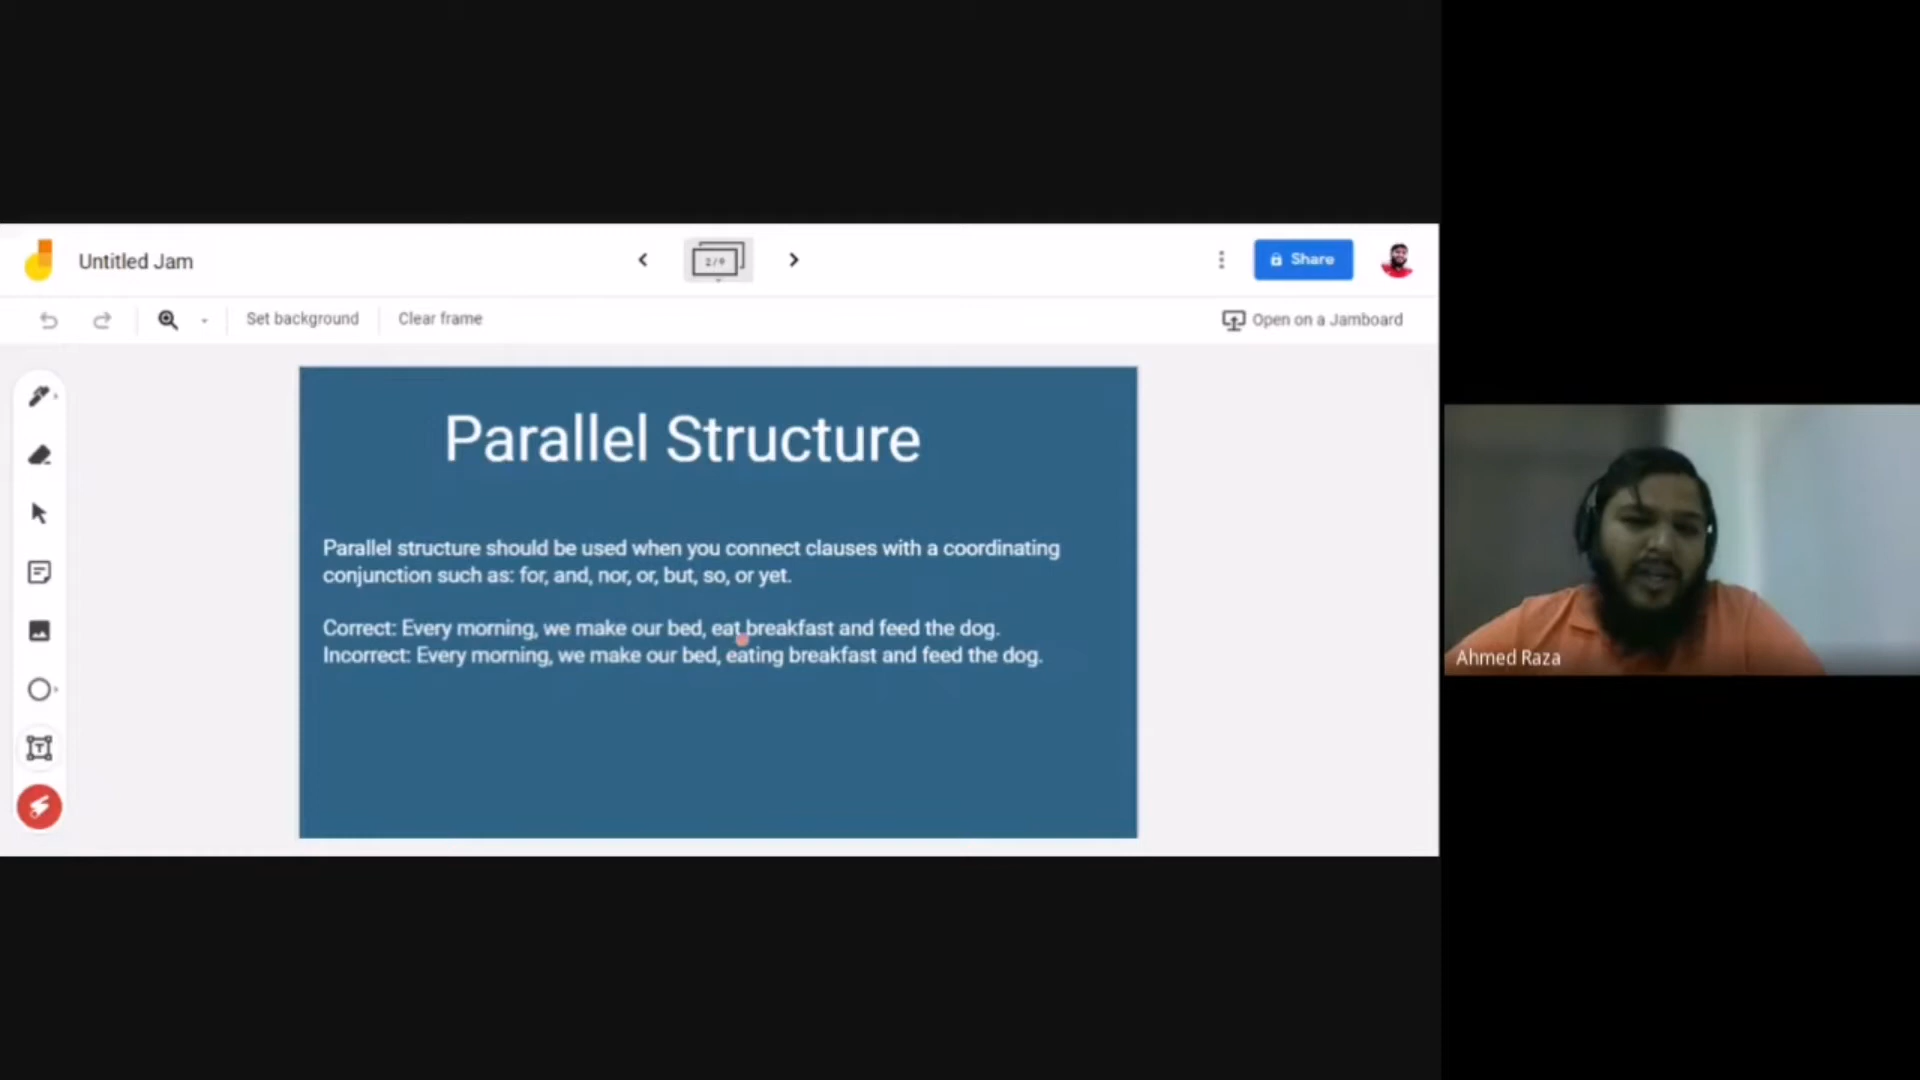 Untitled Jam
2/9
Share
Set background
Clear frame
Open on a Jamboard
Parallel Structure
Parallel structure should be used when you connect clauses with a coordinating
conjunction such as: for, and, nor, or, but, so, or yet.
Correct: Every morning, we make our bed, eat breakfast and feed the dog.
Incorrect: Every morning, we make our bed, eating breakfast and feed the dog.
Ahmed Raza